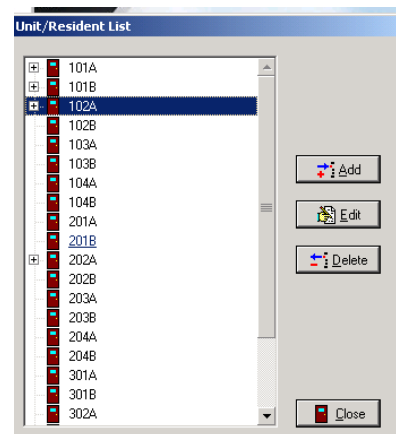 Unit/Resident List
101A
101B
102A
102B
103A
103B
104A
104B
201A
201B
202A
202B
203A
203B
204A
204B
301A
301B
302A
Add
Edit
Delete
Close